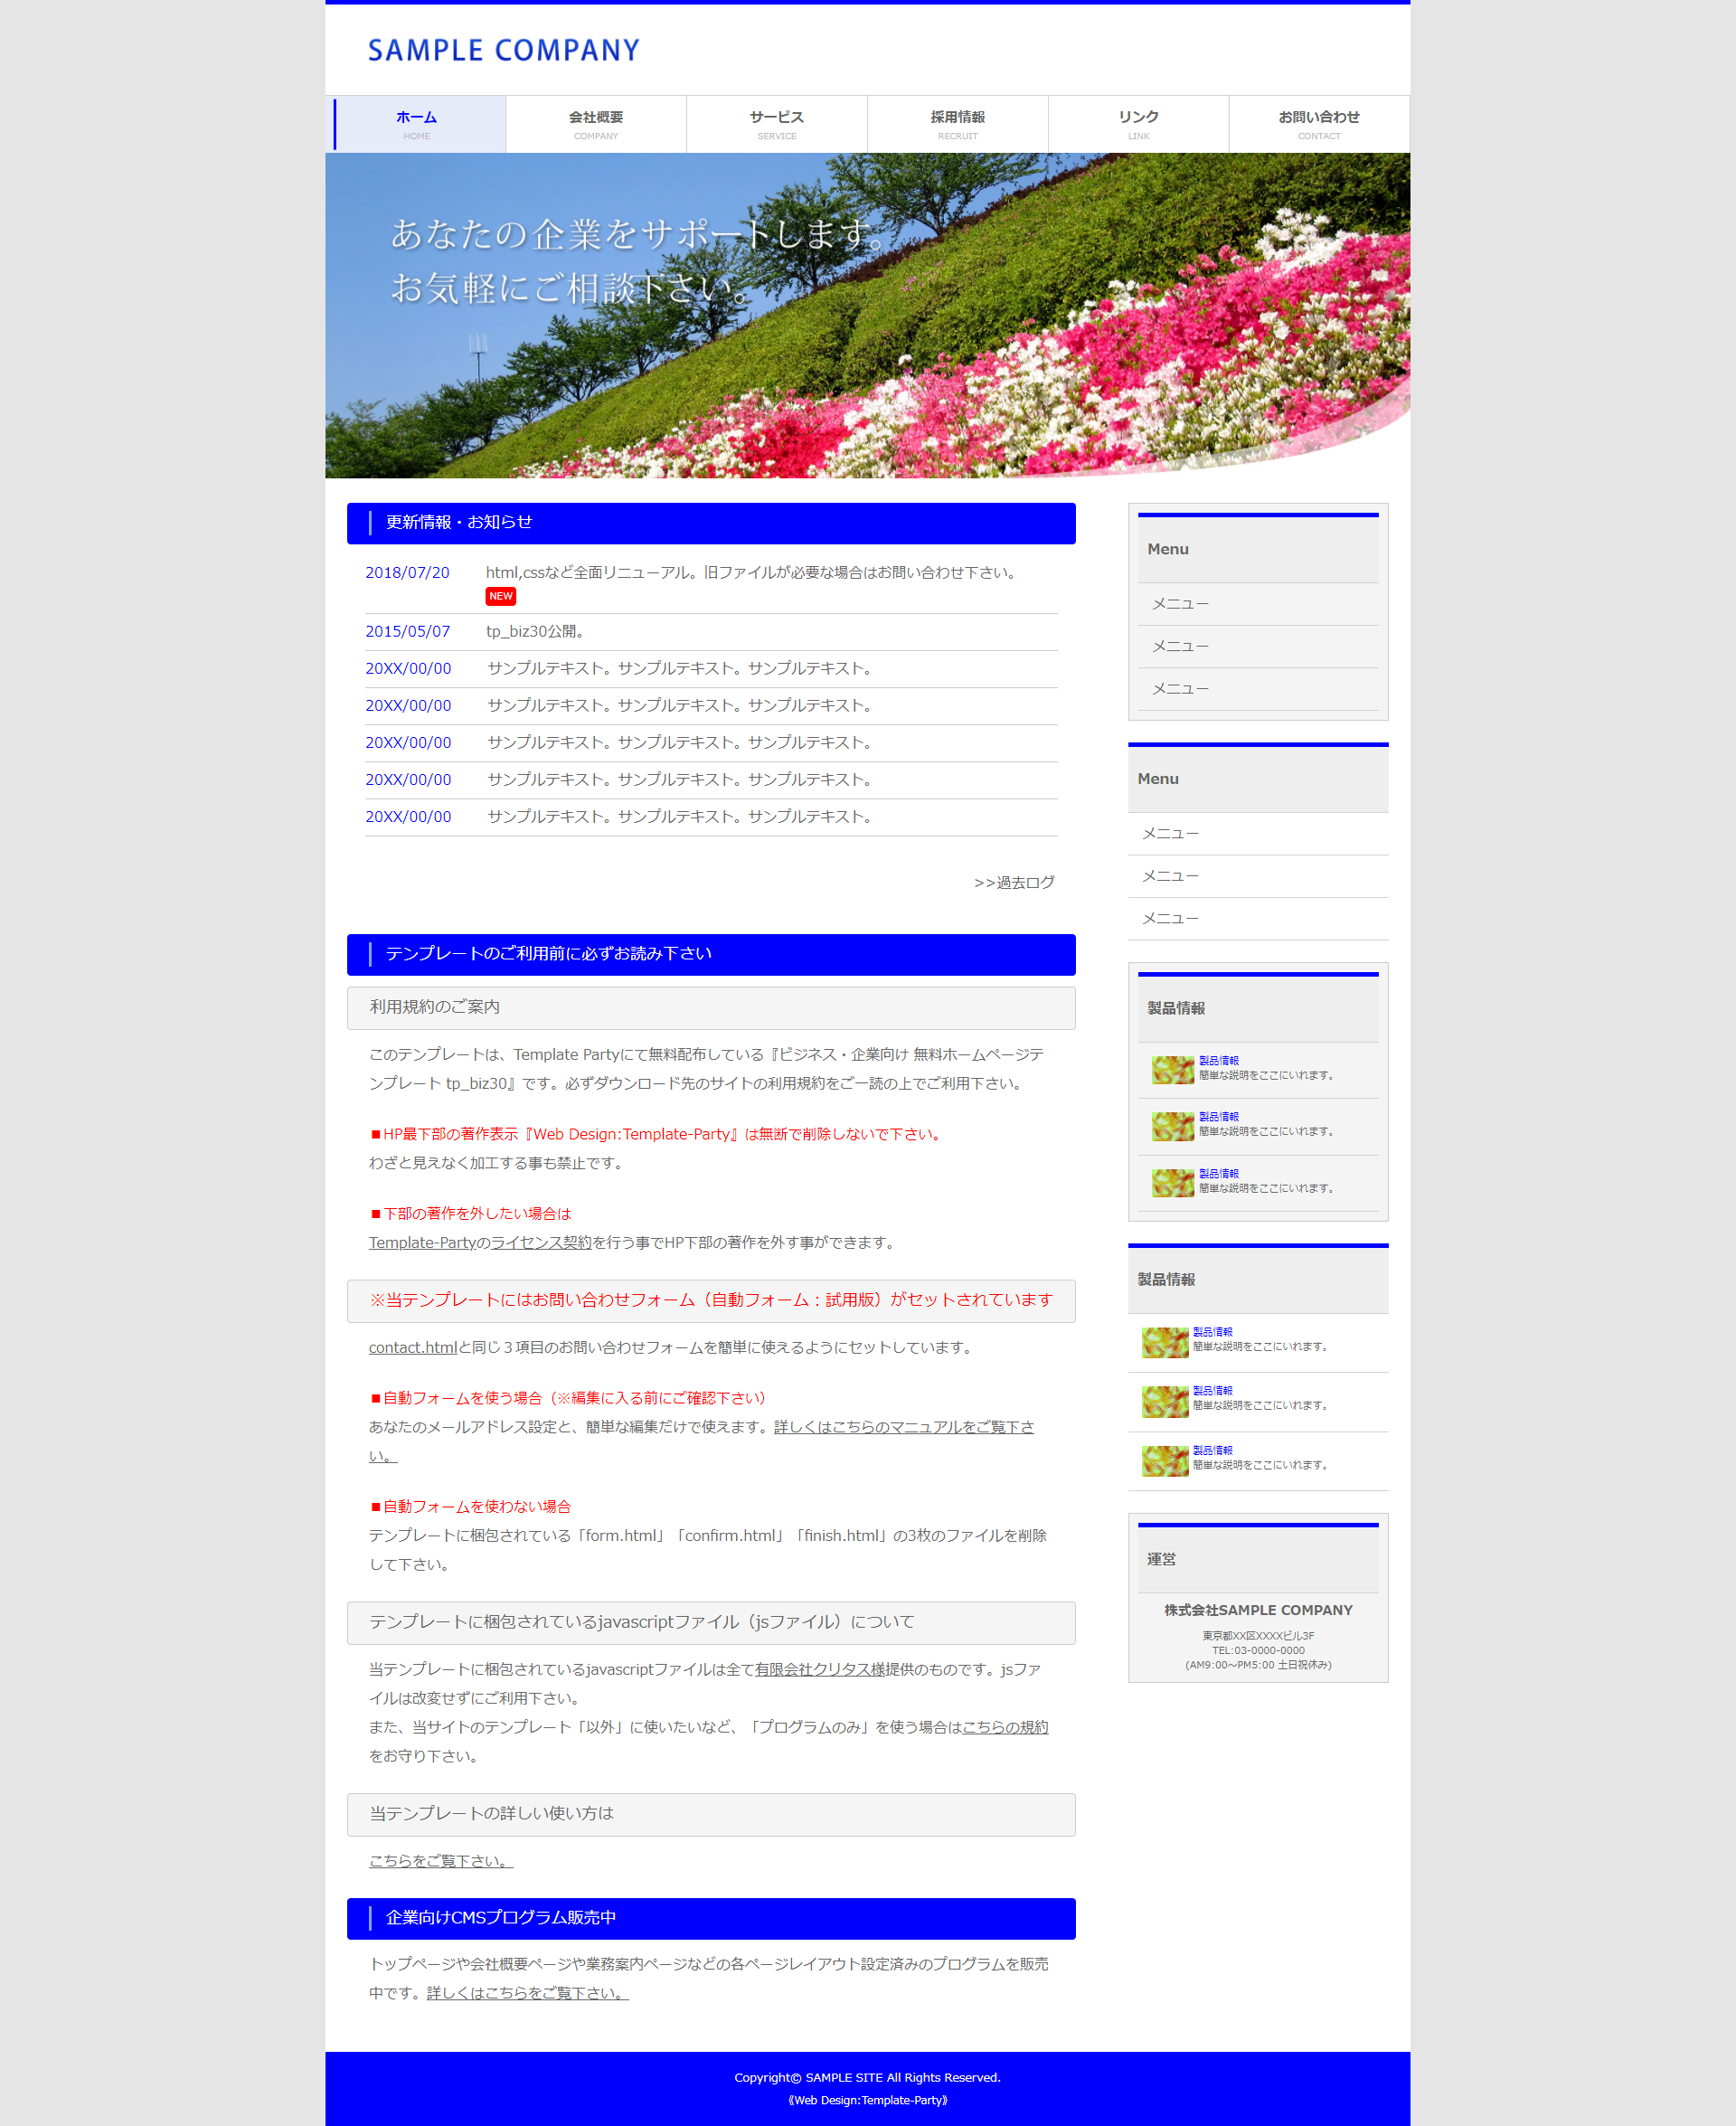 SAMPLE COMPANY
ホーム
HOME
会社概要
COMPANY
サービス
SERVICE
採用情報
RECRUIT
リンク
LINK
お問い合わせ
CONTACT
あなたの企業をサポートします。
お気軽にご相談下さい。
更新情報・お知らせ
2018/07/20 html,cssなど全面リニューアル。旧ファイルが必要な場合はお問い合わせ下さい。
NEW
2015/05/07 tp_biz30公開。
20XX/00/00 サンプルテキスト。サンプルテキスト。サンプルテキスト。
20XX/00/00 サンプルテキスト。サンプルテキスト。サンプルテキスト。
20XX/00/00 サンプルテキスト。サンプルテキスト。サンプルテキスト。
20XX/00/00 サンプルテキスト。サンプルテキスト。サンプルテキスト。
20XX/00/00 サンプルテキスト。サンプルテキスト。サンプルテキスト。
>>過去ログ
テンプレートのご利用前に必ずお読み下さい
利用規約のご案内
このテンプレートは、Template Partyにて無料配布している『ビジネス・企業向け 無料ホームページテ
ンプレート tp_biz30』です。必ずダウンロード先のサイトの利用規約をご一読の上でご利用下さい。
■HP最下部の著作表示『Web Design:Template-Party』は無断で削除しないで下さい。
わざと見えなく加工する事も禁止です。
■下部の著作を外したい場合は
Template-Partyのライセンス契約を行う事でHP下部の著作を外す事ができます。
※当テンプレートにはお問い合わせフォーム（自動フォーム：試用版）がセットされています
contact.htmlと同じ３項目のお問い合わせフォームを簡単に使えるようにセットしています。
■自動フォームを使う場合（※編集に入る前にご確認下さい）
あなたのメールアドレス設定と、簡単な編集だけで使えます。詳しくはこちらのマニュアルをご覧下さ
い。
■自動フォームを使わない場合
テンプレートに梱包されている「form.html」「confirm.html」「finish.html」の3枚のファイルを削除
して下さい。
テンプレートに梱包されているjavascriptファイル（jsファイル）について
当テンプレートに梱包されているjavascriptファイルは全て有限会社クリタス様提供のものです。jsファ
イルは改変せずにご利用下さい。
また、当サイトのテンプレート「以外」に使いたいなど、「プログラムのみ」を使う場合はこちらの規約
をお守り下さい。
当テンプレートの詳しい使い方は
こちらをご覧下さい。
企業向けCMSプログラム販売中
トップページや会社概要ページや業務案内ページなどの各ページレイアウト設定済みのプログラムを販売
中です。詳しくはこちらをご覧下さい。
Menu
メニュー
メニュー
メニュー
Menu
メニュー
メニュー
メニュー
製品情報
製品情報
簡単な説明をここにいれます。
製品情報
簡単な説明をここにいれます。
製品情報
簡単な説明をここにいれます。
製品情報
製品情報
簡単な説明をここにいれます。
製品情報
簡単な説明をここにいれます。
製品情報
簡単な説明をここにいれます。
運営
株式会社SAMPLE COMPANY
東京都XX区XXXXビル3F
TEL:03-0000-0000
(AM9:00〜PM5:00 土日祝休み)
Copyright© SAMPLE SITE All Rights Reserved.
《Web Design:Template-Party》